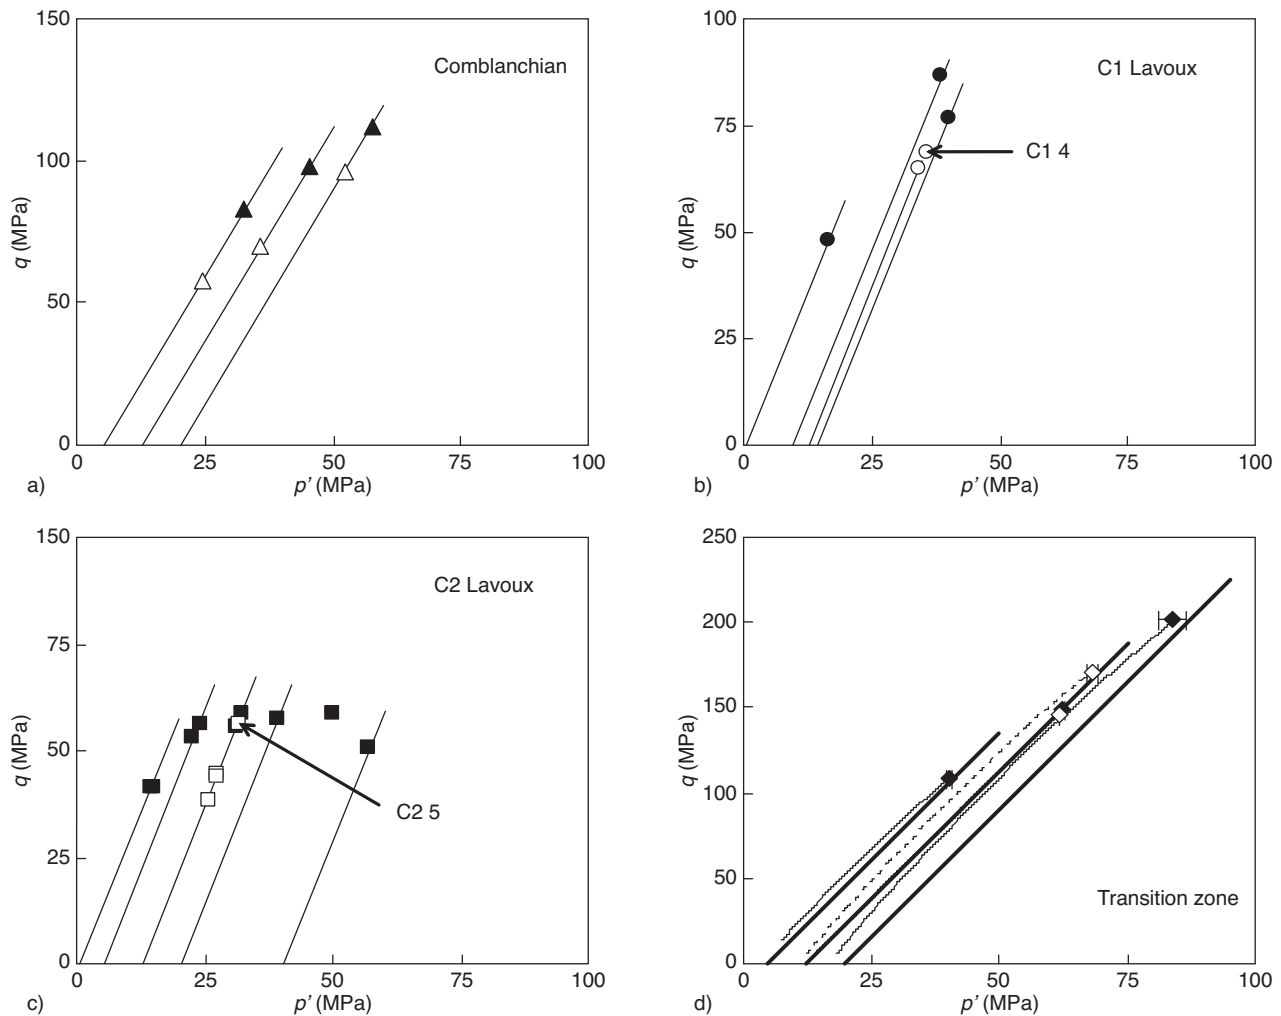 150
Comblanchian
100
q (MPa)
50
0
0 25 50 75 100
a) p' (MPa)
100
C1 Lavoux
75
C1 4
q (MPa)
50
25
0
0 25 50 75 100
b) p' (MPa)
150
C2 Lavoux
75
q (MPa)
50
C2 5
25
0
0 25 50 75 100
c) p' (MPa)
250
200
150
q (MPa)
100
50
Transition zone
0
0 25 50 75 100
d) p' (MPa)